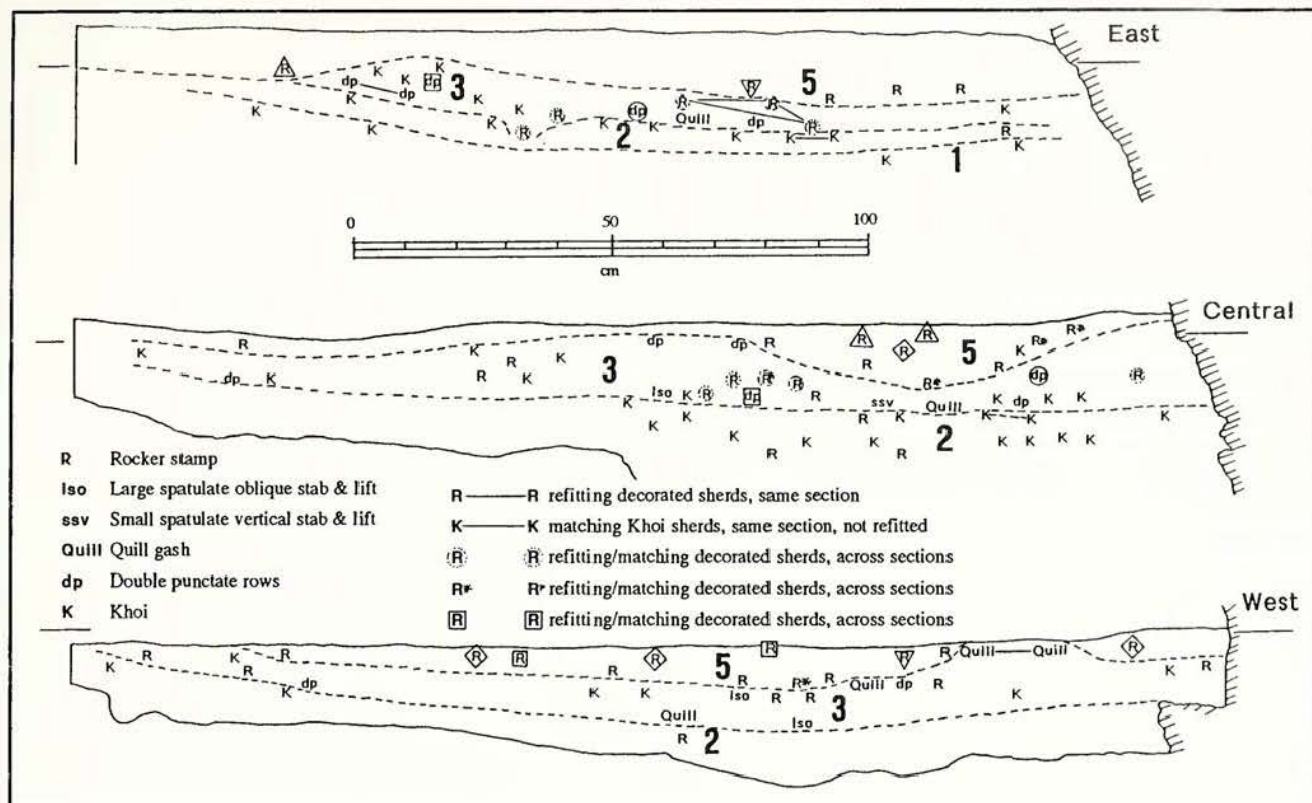 East
R
K
K
dp
K
dp
dp
3
K
K
K
K
K
R
R
dp
K
K
2
R
R
R
5
R
R
R
Quill
dp
R
K
K
K
K
R
K
K
1
0 50 100
cm
Central
K
R
dp
K
K
R
R
K
K
3
dp
dp
R
R
R
R
R
5
K
R
R
R
R
R
dp
R
Iso
K
R
R
R
dp
R
ssv
Quill
K
K
dp
K
K
K
K
R
K
K
K
K
K
K
R
K
K
R
2
K
K
K
K
R Rocker stamp
Iso Large spatulate oblique stab & lift
ssv Small spatulate vertical stab & lift
Quill Quill gash
dp Double punctate rows
K Khoi
R R refitting decorated sherds, same section
K K matching Khoi sherds, same section, not refitted
R R refitting/matching decorated sherds, across sections
R* R refitting/matching decorated sherds, across sections
R R refitting/matching decorated sherds, across sections
West
K
R
K
R
R
K
dp
R
R
R
R
K
K
R
5
R
Iso
R*
R
R
R
Quill
R
dp
R
R
Quill Quill
R
K
R
K
3
Quill
Iso
2
R